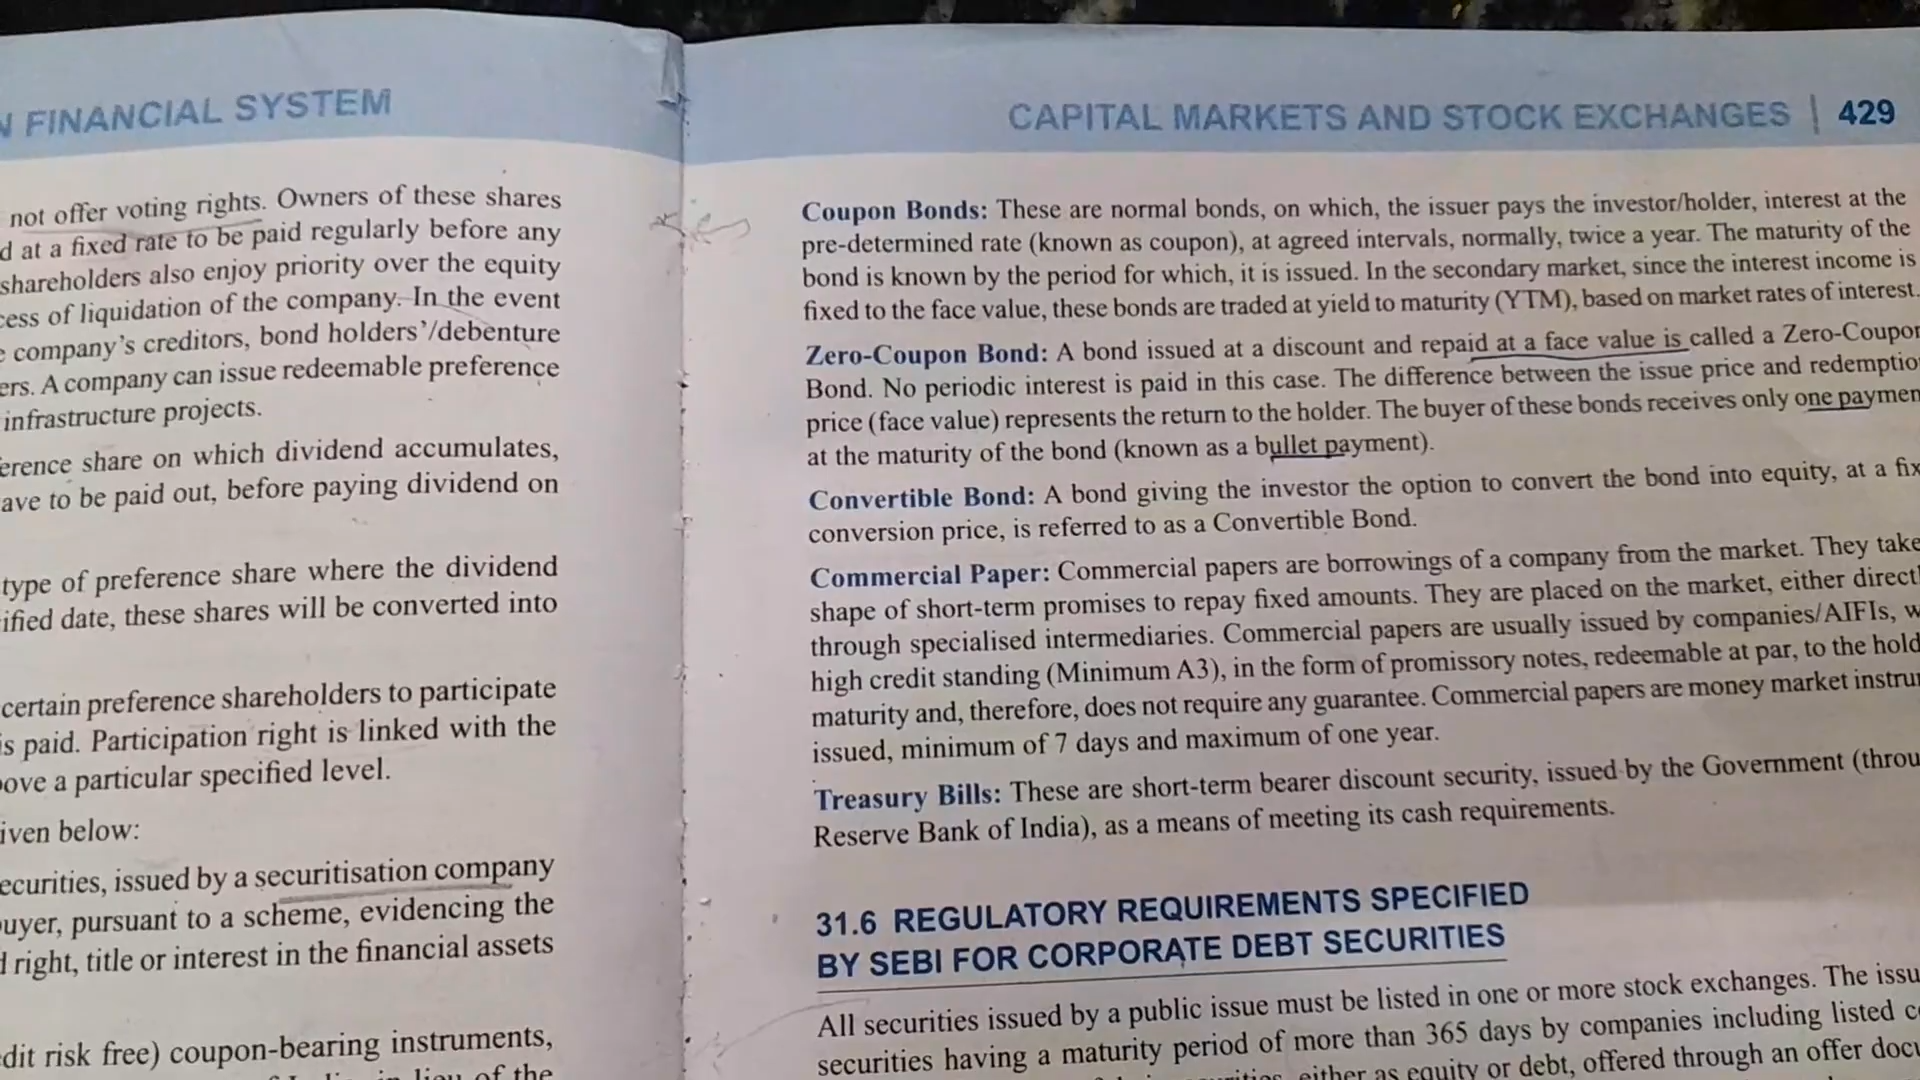 FINANCIAL SYSTEM
not offer voting rights. Owners of these shares
at a fixed rate to be paid regularly before any
shareholders also enjoy priority over the equity
of liquidation of the company. In the event
company's creditors, bond holders'/debenture
A company can issue redeemable preference
infrastructure projects.
share on which dividend accumulates,
to be paid out, before paying dividend on
type of preference share where the dividend
date, these shares will be converted into
certain preference shareholders to participate
paid. Participation right is linked with the
a particular specified level.
below:
issued by a securitisation company
pursuant to a scheme, evidencing the
right, title or interest in the financial assets
risk free) coupon-bearing instruments,
of the
CAPITAL MARKETS AND STOCK EXCHANGES | 429
Coupon Bonds: These are normal bonds, on which, the issuer pays the investor/holder, interest at the
pre-determined rate (known as coupon), at agreed intervals, normally, twice a year. The maturity of the
bond is known by the period for which, it is issued. In the secondary market, since the interest income is
fixed to the face value, these bonds are traded at yield to maturity (YTM), based on market rates of interest.
Zero-Coupon Bond: A bond issued at a discount and repaid at a face value is called a Zero-Coupon
Bond. No periodic interest is paid in this case. The difference between the issue price and
price (face value) represents the return to the holder. The buyer of these bonds receives only one
at the maturity of the bond (known as a bullet payment).
Convertible Bond: A bond giving the investor the option to convert the bond into equity, at a
conversion price, is referred to as a Convertible Bond.
Commercial Paper: Commercial papers are borrowings of a company from the market. They take
shape of short-term promises to repay fixed amounts. They are placed on the market, either
through specialised intermediaries. Commercial papers are usually issued by companies/AIFIs,
high credit standing (Minimum A3), in the form of promissory notes, redeemable at par, to the
maturity and, therefore, does not require any guarantee. Commercial papers are money market
issued, minimum of 7 days and maximum of one year.
Treasury Bills: These are short-term bearer discount security, issued by the Government
Reserve Bank of India), as a means of meeting its cash requirements.
31.6 REGULATORY REQUIREMENTS SPECIFIED
BY SEBI FOR CORPORATE DEBT SECURITIES
All securities issued by a public issue must be listed in one or more stock exchanges. The
securities having a maturity period of more than 365 days by companies including listed
either as equity or debt, offered through an offer